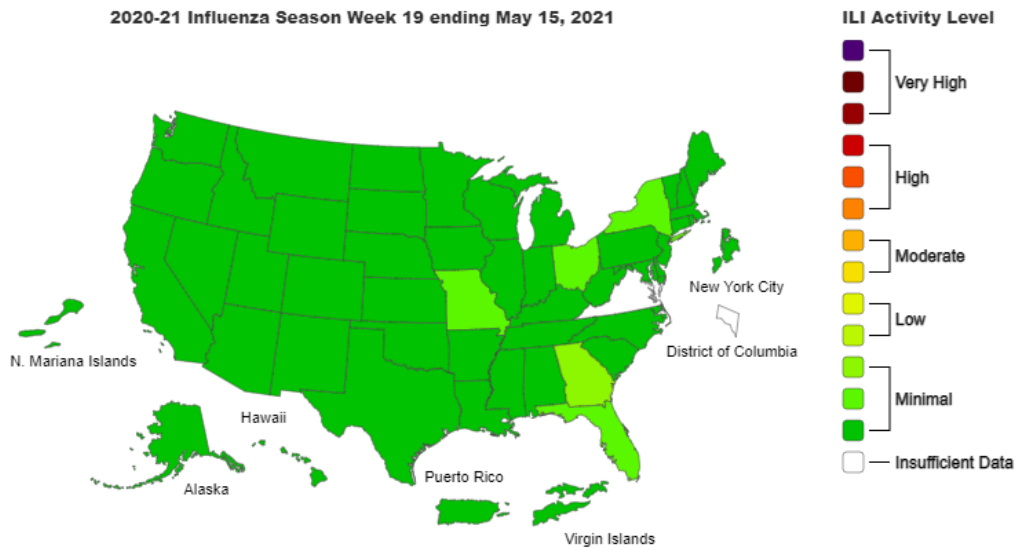 2020-21 Influenza Season Week 19 ending May 15, 2021
ILI Activity Level
Very High
High
Moderate
Low
Minimal
Insufficient Data
New York City
District of Columbia
N. Mariana Islands
Hawaii
Alaska
Puerto Rico
Virgin Islands